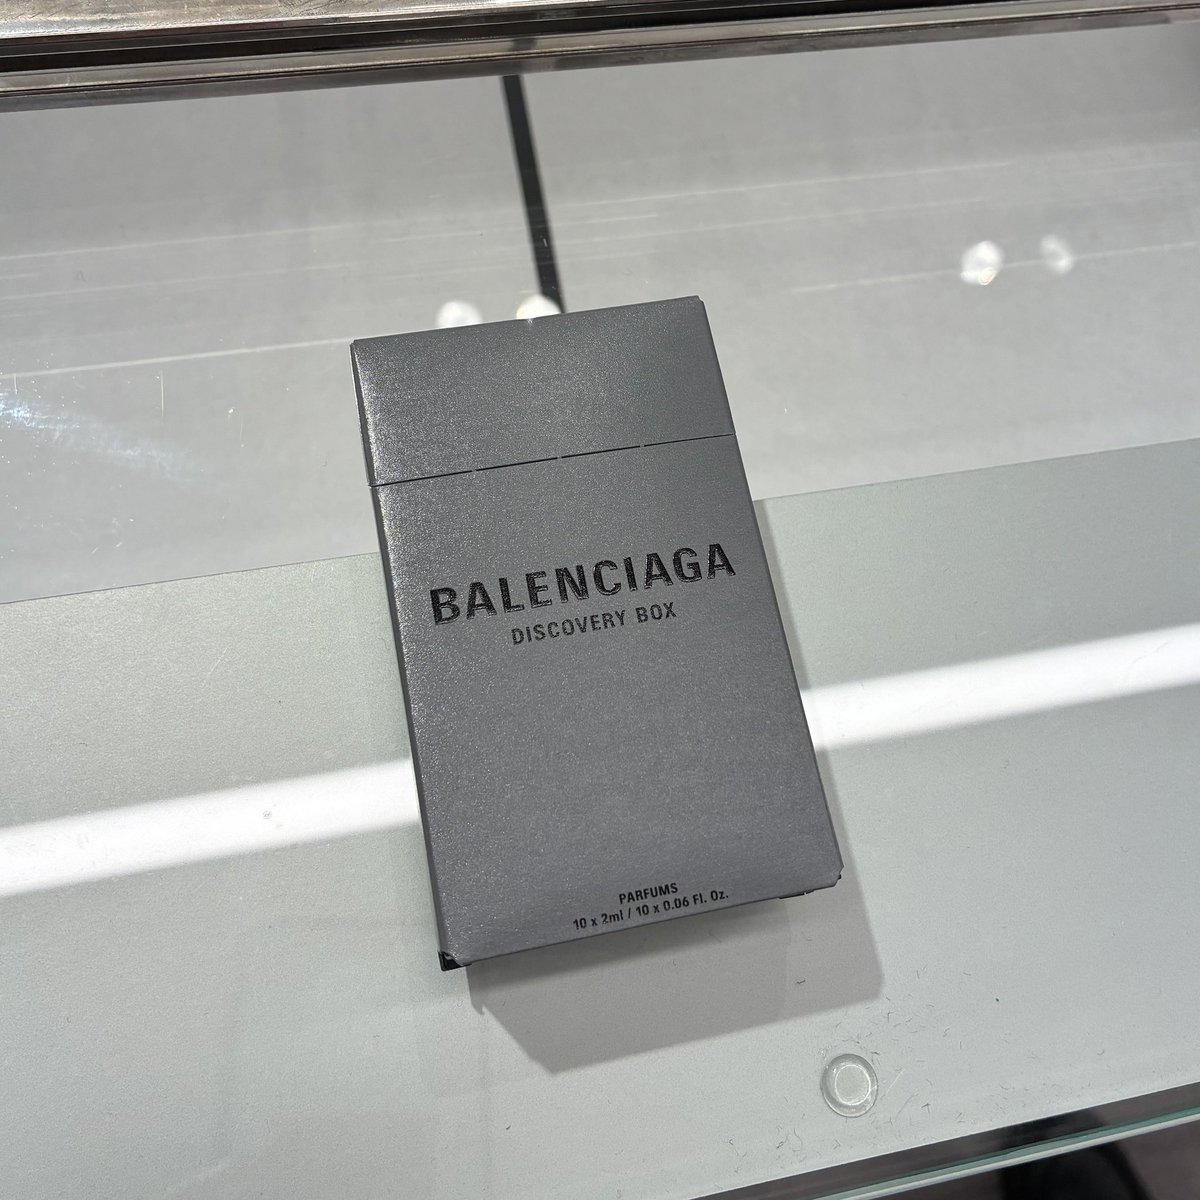 BALENCIAGA
DISCOVERY BOX
PARFUMS
10 x 2ml / 10 x 0.06 Fl. Oz.